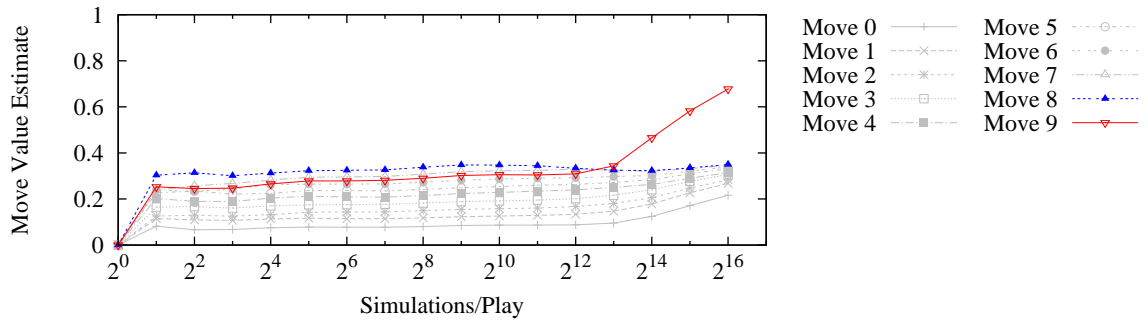 Move Value Estimate
1
0.8
0.6
0.4
0.2
0
2^0
2^2
2^4
2^6
2^8
2^10
2^12
2^14
2^16
Simulations/Play
Move 0
Move 1
Move 2
Move 3
Move 4
Move 5
Move 6
Move 7
Move 8
Move 9